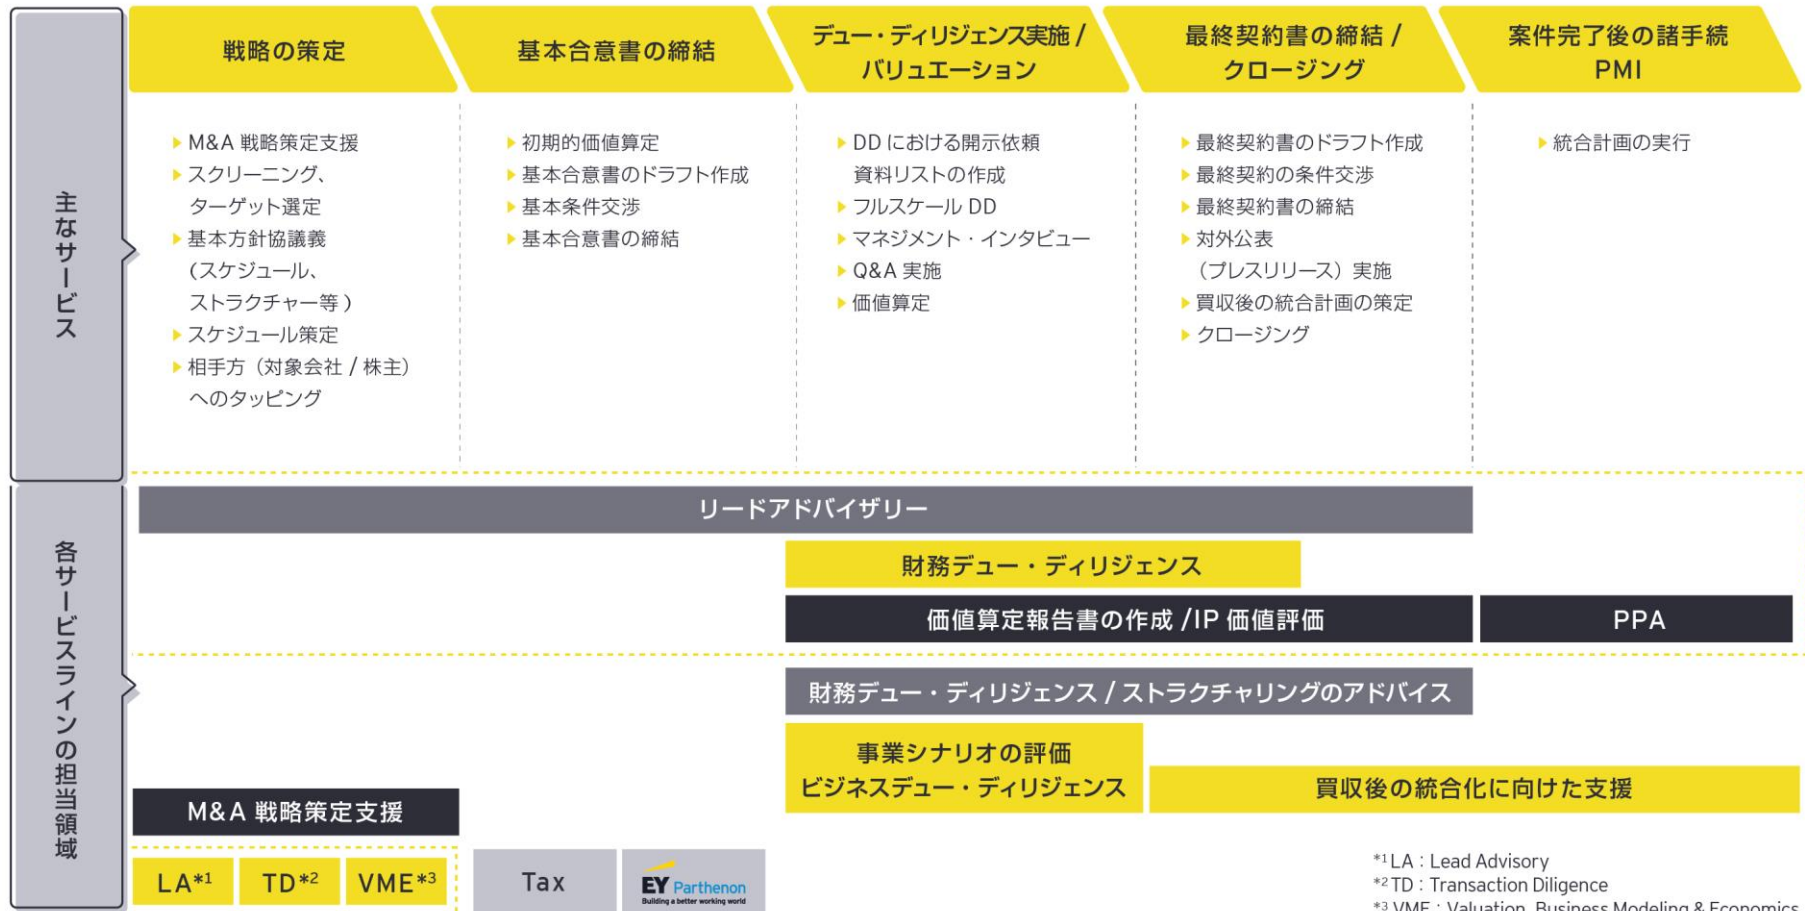 戦略の策定
基本合意書の締結
デュー・ディリジェンス実施 /
バリュエーション
最終契約書の締結 /
クロージング
案件完了後の諸手続
PMI
主なサービス
M&A 戦略策定支援
スクリーニング、
ターゲット選定
基本方針協議義
(スケジュール、
ストラクチャー等 )
スケジュール策定
相手方（対象会社 / 株主）
へのタッピング
初期的価値算定
基本合意書のドラフト作成
基本条件交渉
基本合意書の締結
DD における開示依頼
資料リストの作成
フルスケール DD
マネジメント・インタビュー
Q&A 実施
価値算定
最終契約書のドラフト作成
最終契約の条件交渉
最終契約書の締結
対外公表
（プレスリリース）実施
買収後の統合計画の策定
クロージング
統合計画の実行
各サービスラインの担当領域
リードアドバイザリー
財務デュー・ディリジェンス
価値算定報告書の作成 /IP 価値評価
PPA
財務デュー・ディリジェンス / ストラクチャリングのアドバイス
事業シナリオの評価
ビジネスデュー・ディリジェンス
買収後の統合化に向けた支援
M&A 戦略策定支援
LA*1
TD*2
VME*3
Tax
EY Parthenon
Building a better working world
*1 LA：Lead Advisory
*2 TD：Transaction Diligence
*3 VME：Valuation, Business Modeling & Economics